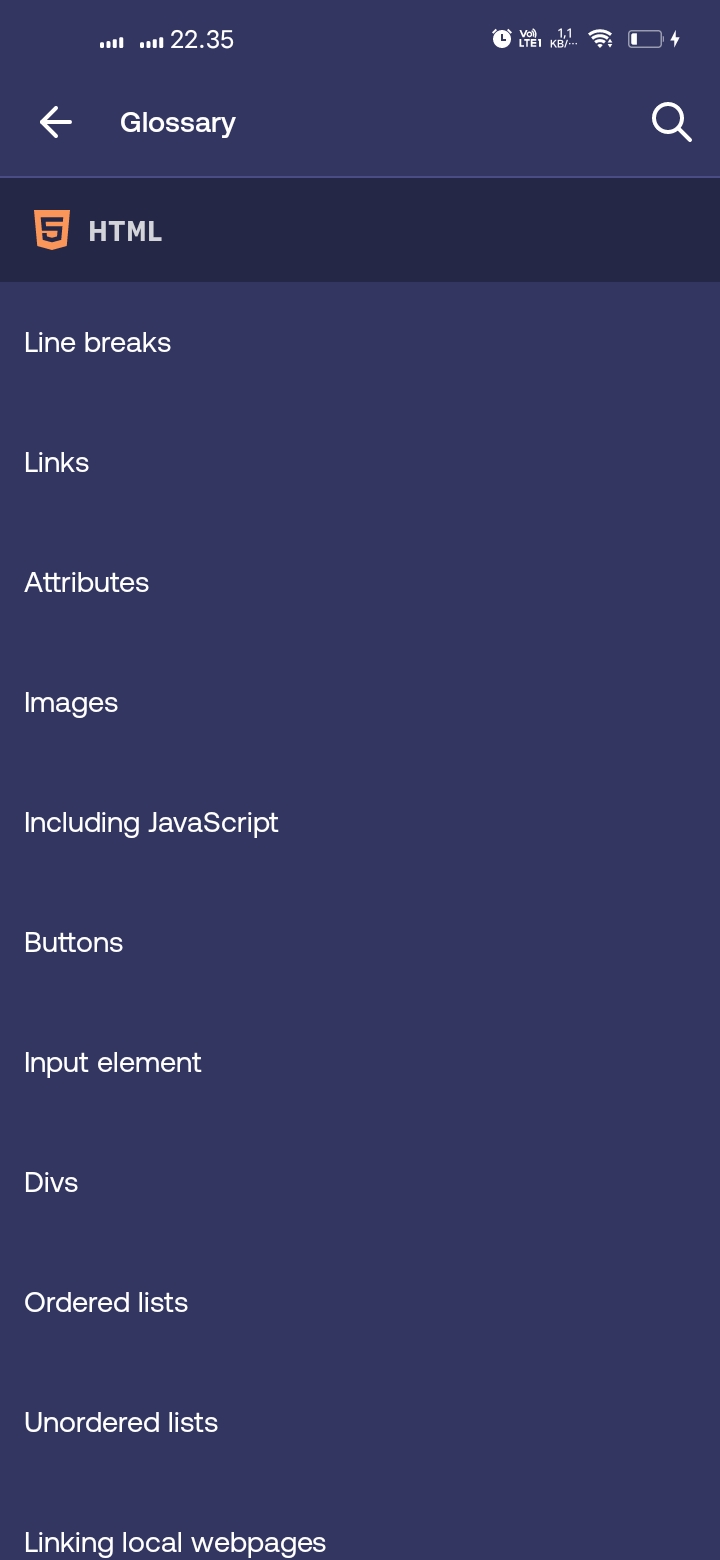 22.35
Vo))
LTE1
1,1
KB/...
Glossary
5 HTML
Line breaks
Links
Attributes
Images
Including JavaScript
Buttons
Input element
Divs
Ordered lists
Unordered lists
Linking local webpages